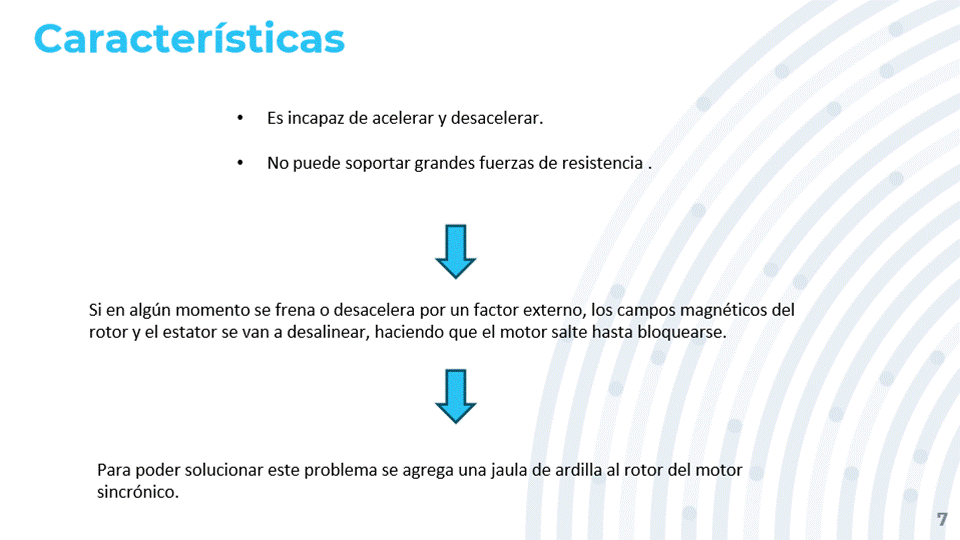 Características
• Es incapaz de acelerar y desacelerar.
• No puede soportar grandes fuerzas de resistencia .
Si en algún momento se frena o desacelera por un factor externo, los campos magnéticos del
rotor y el estator se van a desalinear, haciendo que el motor salte hasta bloquearse.
Para poder solucionar este problema se agrega una jaula de ardilla al rotor del motor
sincrónico.
7